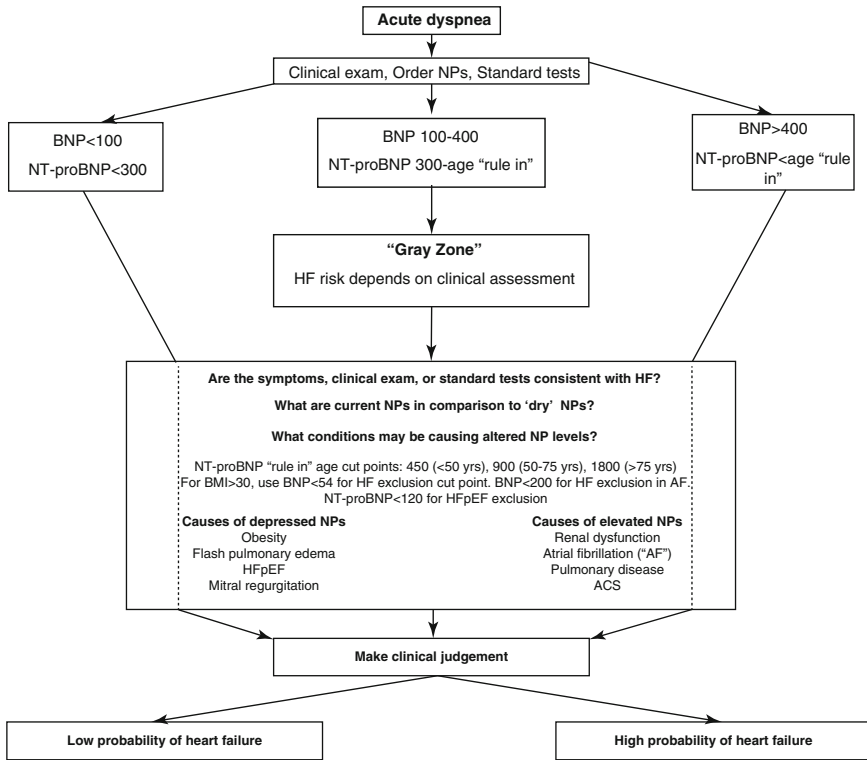 Acute dyspnea
Clinical exam, Order NPs, Standard tests
BNP<100
NT-proBNP<300
BNP 100-400
NT-proBNP 300-age “rule in”
BNP>400
NT-proBNP<age “rule
in”
“Gray Zone”
HF risk depends on clinical assessment
Are the symptoms, clinical exam, or standard tests consistent with HF?
What are current NPs in comparison to ‘dry’ NPs?
What conditions may be causing altered NP levels?
NT-proBNP “rule in” age cut points: 450 (<50 yrs), 900 (50-75 yrs), 1800 (>75 yrs)
For BMI>30, use BNP<54 for HF exclusion cut point. BNP<200 for HF exclusion in AF.
NT-proBNP<120 for HFpEF exclusion
Causes of depressed NPs
Obesity
Flash pulmonary edema
HFpEF
Mitral regurgitation
Causes of elevated NPs
Renal dysfunction
Atrial fibrillation (“AF”)
Pulmonary disease
ACS
Make clinical judgement
Low probability of heart failure
High probability of heart failure